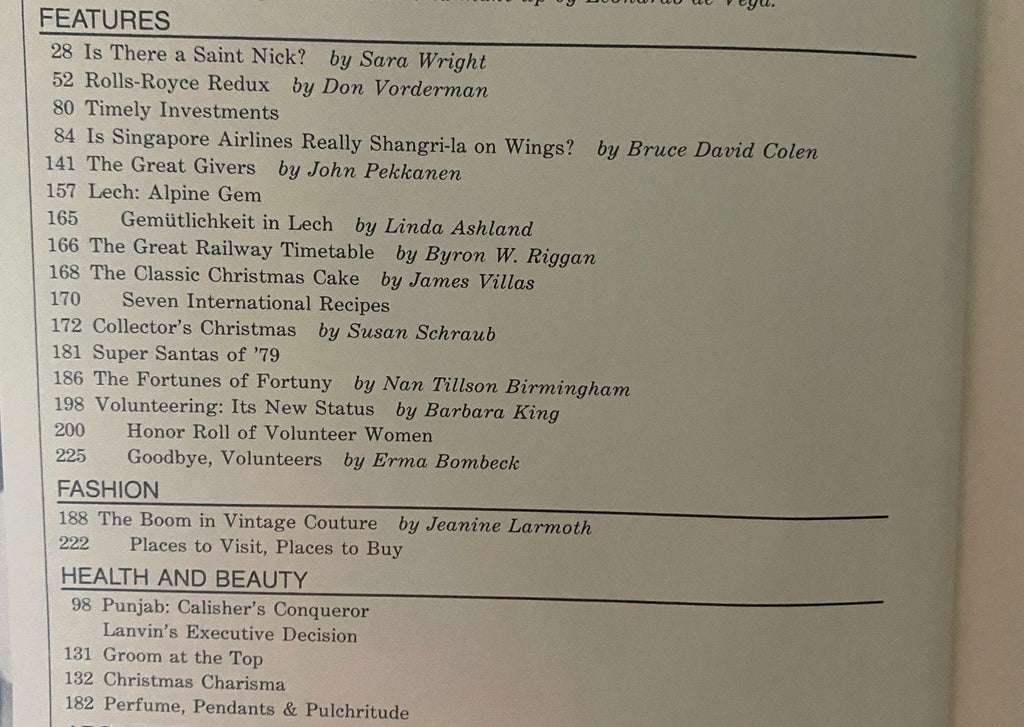 make-up by Leonardo de Vega.
FEATURES
28 Is There a Saint Nick? by Sara Wright
52 Rolls-Royce Redux by Don Vorderman
80 Timely Investments
84 Is Singapore Airlines Really Shangri-la on Wings? by Bruce David Colen
141 The Great Givers by John Pekkanen
157 Lech: Alpine Gem
165 Gemütlichkeit in Lech by Linda Ashland
166 The Great Railway Timetable by Byron W. Riggan
168 The Classic Christmas Cake by James Villas
170 Seven International Recipes
172 Collector's Christmas by Susan Schraub
181 Super Santas of '79
186 The Fortunes of Fortuny by Nan Tillson Birmingham
198 Volunteering: Its New Status by Barbara King
200 Honor Roll of Volunteer Women
225 Goodbye, Volunteers by Erma Bombeck
FASHION
188 The Boom in Vintage Couture by Jeanine Larmoth
222 Places to Visit, Places to Buy
HEALTH AND BEAUTY
98 Punjab: Calisher's Conqueror
Lanvin's Executive Decision
131 Groom at the Top
132 Christmas Charisma
182 Perfume, Pendants & Pulchritude